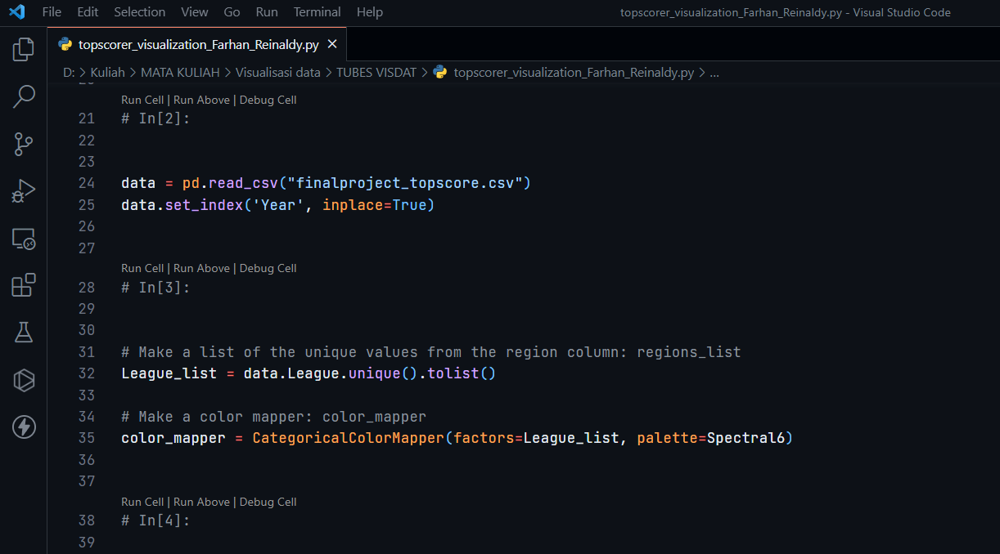 File Edit Selection View Go Run Terminal Help topscorer_visualization_Farhan_Reinaldy.py - Visual Studio Code
topscorer_visualization_Farhan_Reinaldy.py
D: > Kuliah > MATA KULIAH > Visualisasi data > TUBES VISDAT > topscorer_visualization_Farhan_Reinaldy.py > ...
Run Cell | Run Above | Debug Cell
21 # In[2]:
22
23
24 data = pd.read_csv("finalproject_topscore.csv")
25 data.set_index('Year', inplace=True)
26
27
Run Cell | Run Above | Debug Cell
28 # In[3]:
29
30
31 # Make a list of the unique values from the region column: regions_list
32 League_list = data.League.unique().tolist()
33
34 # Make a color mapper: color_mapper
35 color_mapper = CategoricalColorMapper(factors=League_list, palette=Spectral6)
36
37
Run Cell | Run Above | Debug Cell
38 # In[4]:
39